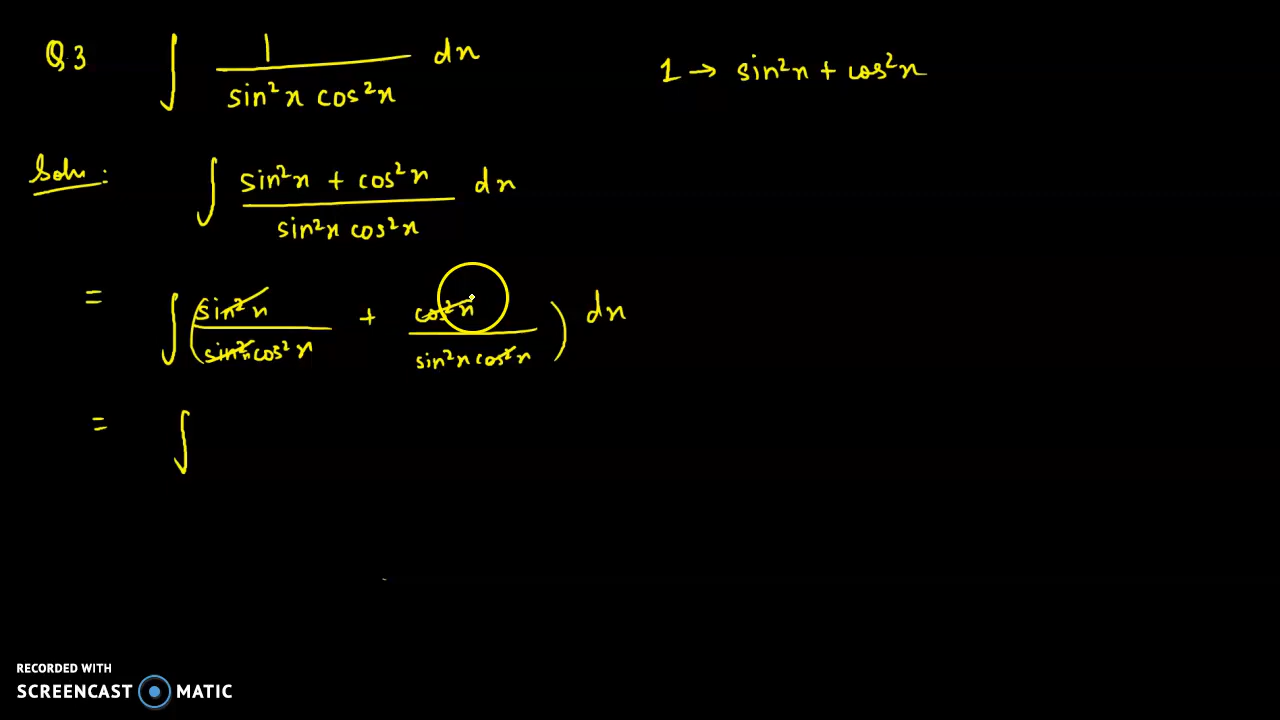 Q.3 ∫ 1 / (sin²x cos²x) dx
1 → sin²x + cos²x
Soln: ∫ (sin²x + cos²x) / (sin²x cos²x) dx
= ∫ (sin²x / (sin²x cos²x) + cos²x / (sin²x cos²x)) dx
= ∫
RECORDED WITH
SCREENCAST MATIC